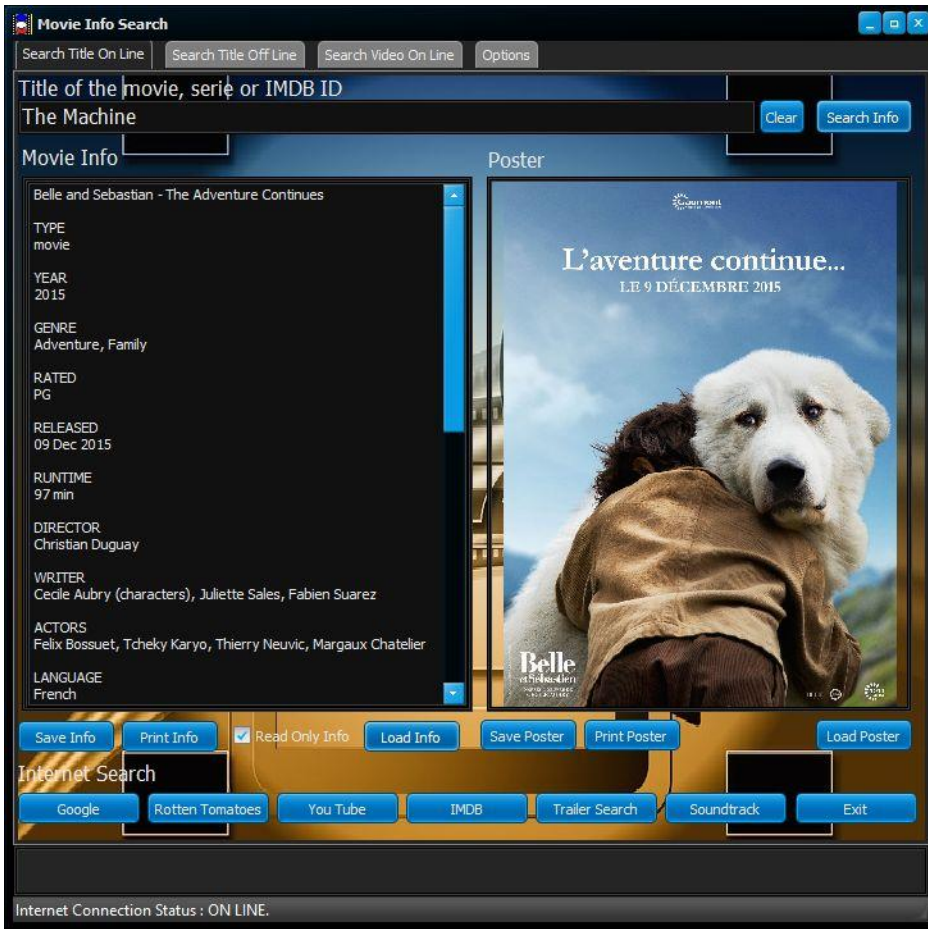 Movie Info Search
Search Title On Line
Search Title Off Line
Search Video On Line
Options
Title of the movie, serie or IMDB ID
The Machine
Clear
Search Info
Movie Info
Poster
Belle and Sebastian - The Adventure Continues
TYPE
movie
YEAR
2015
GENRE
Adventure, Family
RATED
PG
RELEASED
09 Dec 2015
RUNTIME
97 min
DIRECTOR
Christian Duguay
WRITER
Cecile Aubry (characters), Juliette Sales, Fabien Suarez
ACTORS
Felix Bossuet, Tcheky Karyo, Thierry Neuvic, Margaux Chatelier
LANGUAGE
French
Gaumont
L'aventure continue...
LE 9 DÉCEMBRE 2015
Belle
et Sébastien
Save Info
Print Info
Read Only Info
Load Info
Save Poster
Print Poster
Load Poster
Internet Search
Google
Rotten Tomatoes
You Tube
IMDB
Trailer Search
Soundtrack
Exit
Internet Connection Status : ON LINE.